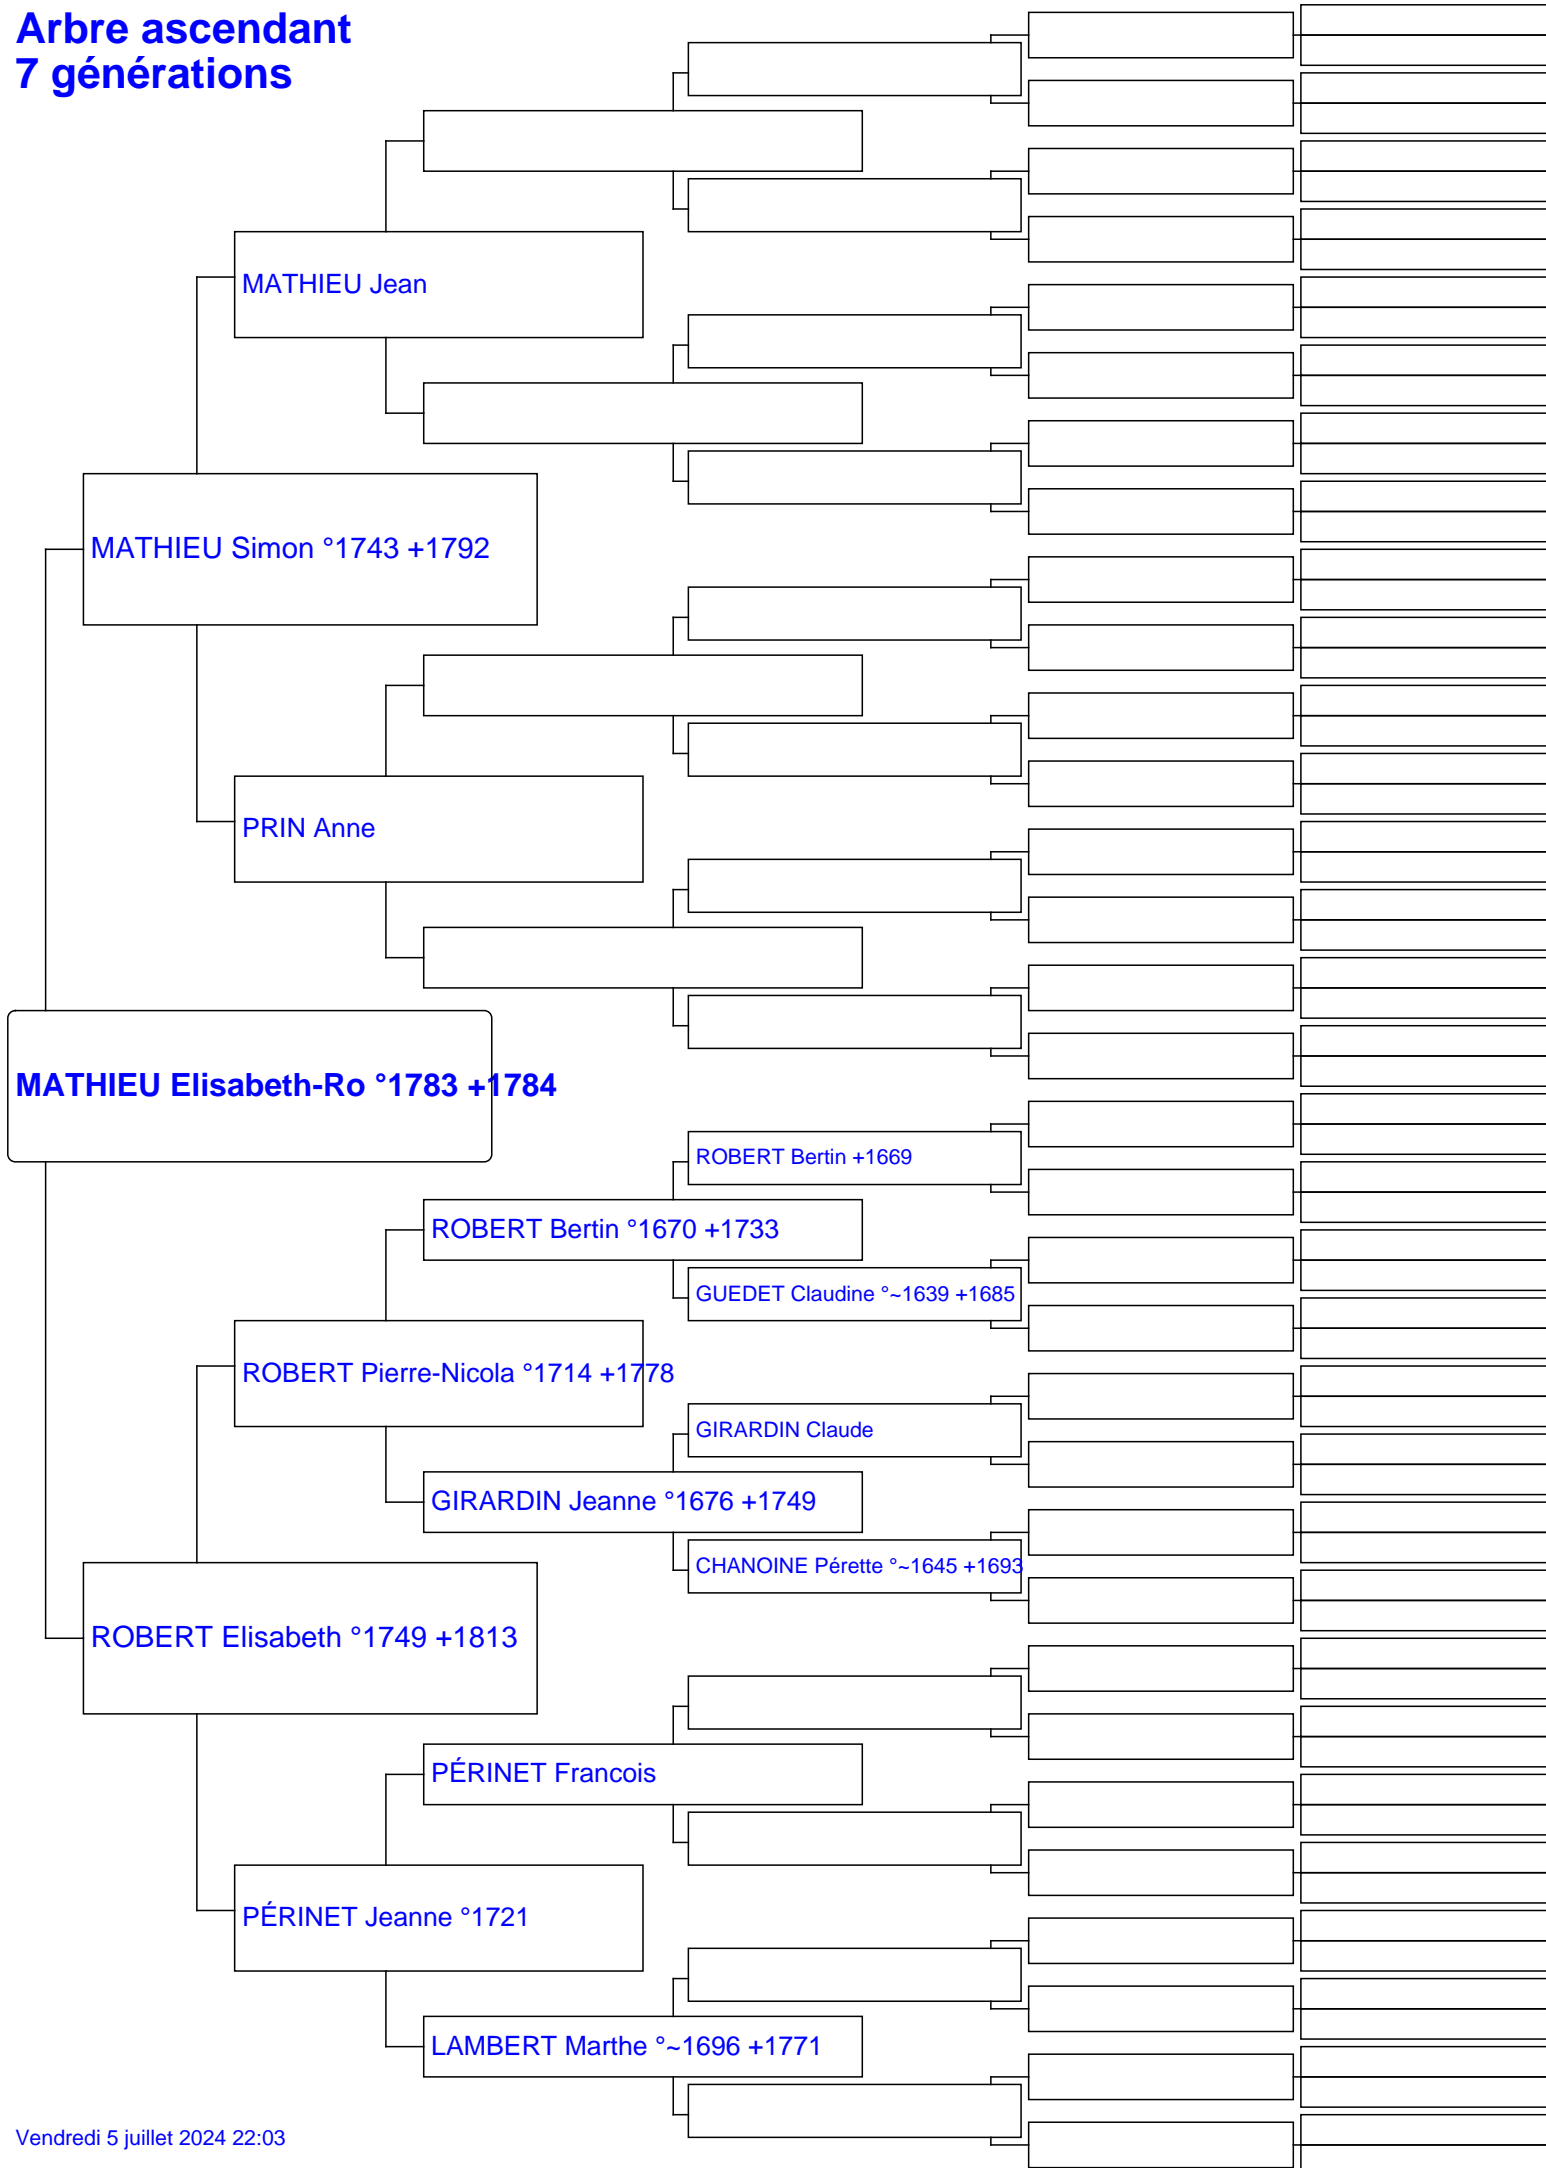 Arbre ascendant
7 générations
MATHIEU Jean
MATHIEU Simon °1743 +1792
PRIN Anne
MATHIEU Elisabeth-Ro °1783 +1784
ROBERT Bertin +1669
ROBERT Bertin °1670 +1733
GUEDET Claudine °~1639 +1685
ROBERT Pierre-Nicola °1714 +1778
GIRARDIN Claude
GIRARDIN Jeanne °1676 +1749
CHANOINE Pérette °~1645 +1693
ROBERT Elisabeth °1749 +1813
PÉRINET Francois
PÉRINET Jeanne °1721
LAMBERT Marthe °~1696 +1771
Vendredi 5 juillet 2024 22:03